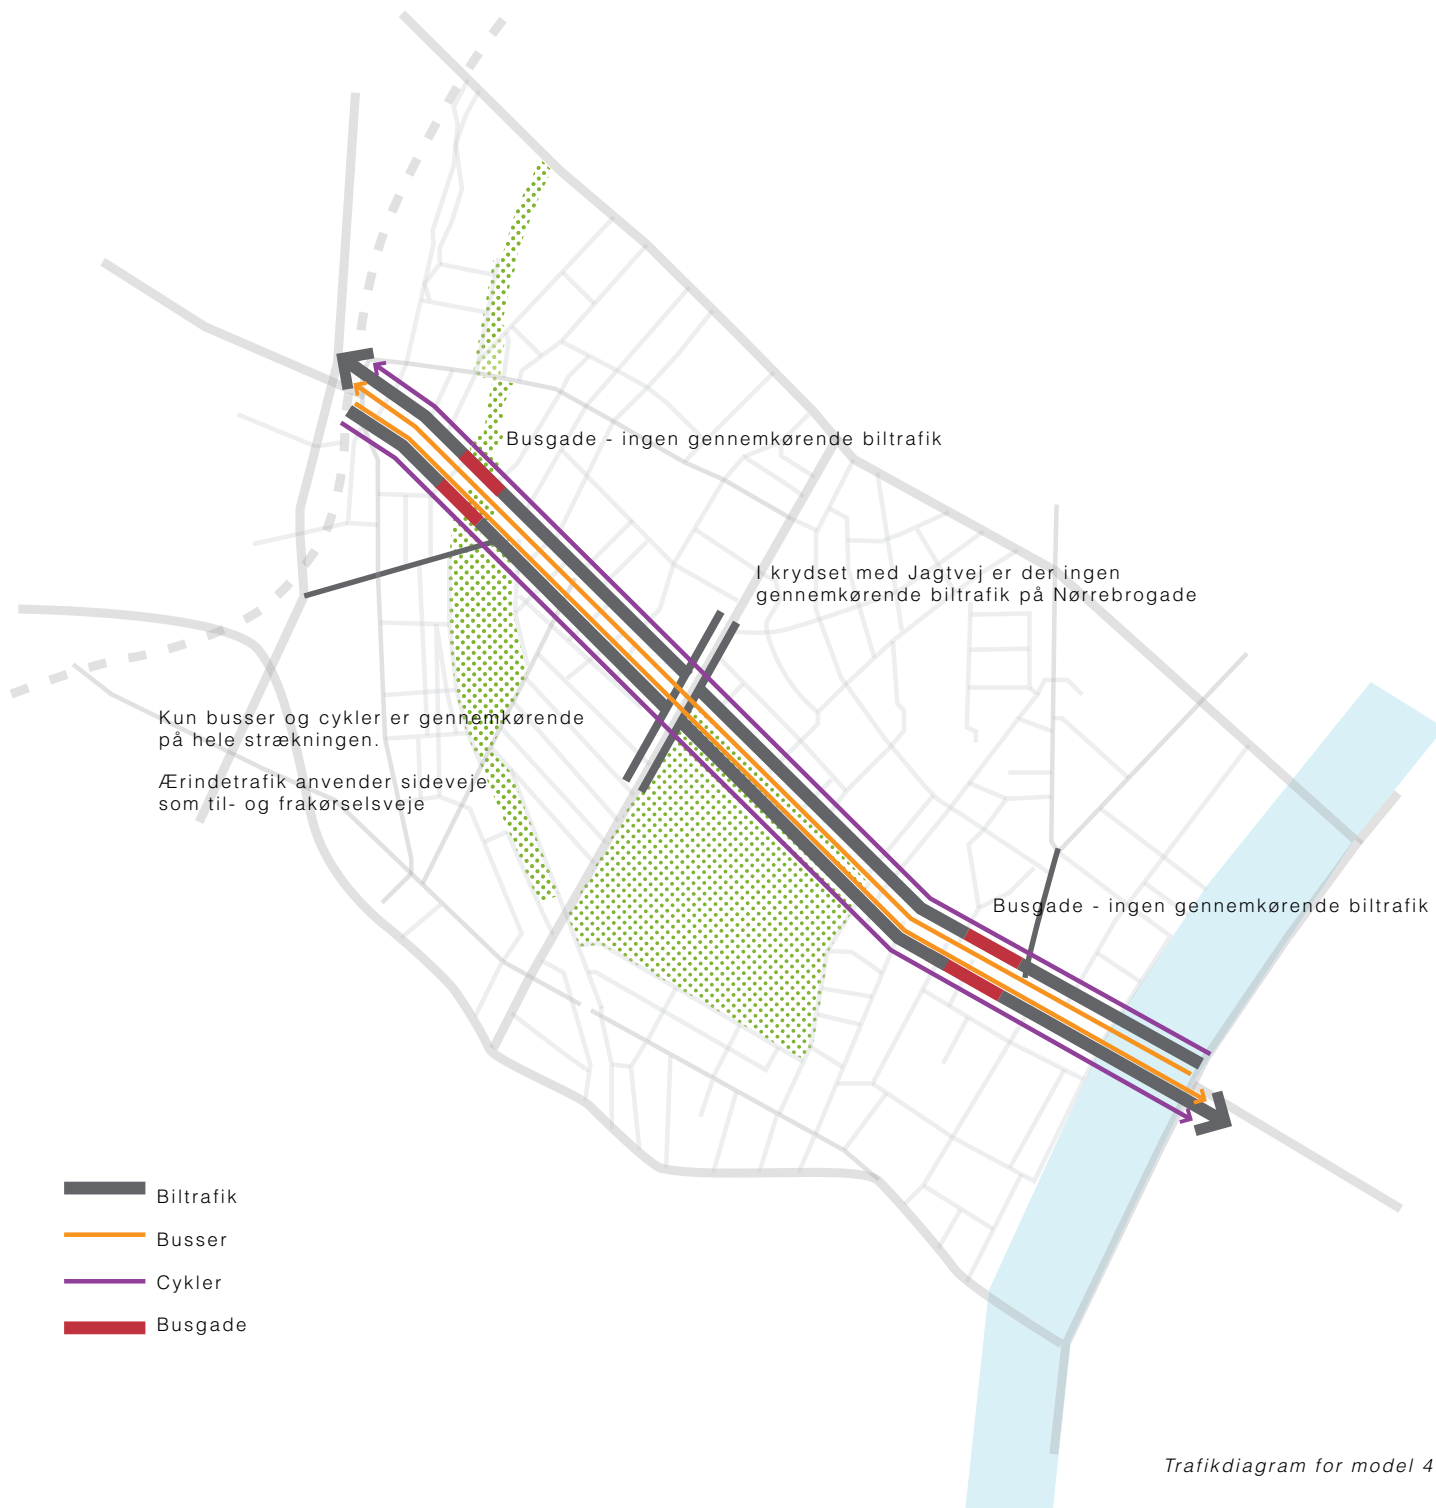 Busgade - ingen gennemkørende biltrafik
I krydset med Jagtvej er der ingen
gennemkørende biltrafik på Nørrebrogade
Kun busser og cykler er gennemkørende
på hele strækningen.
Ærindetrafik anvender sideveje
som til- og frakørselsveje
Busgade - ingen gennemkørende biltrafik
Biltrafik
Busser
Cykler
Busgade
Trafikdiagram for model 4